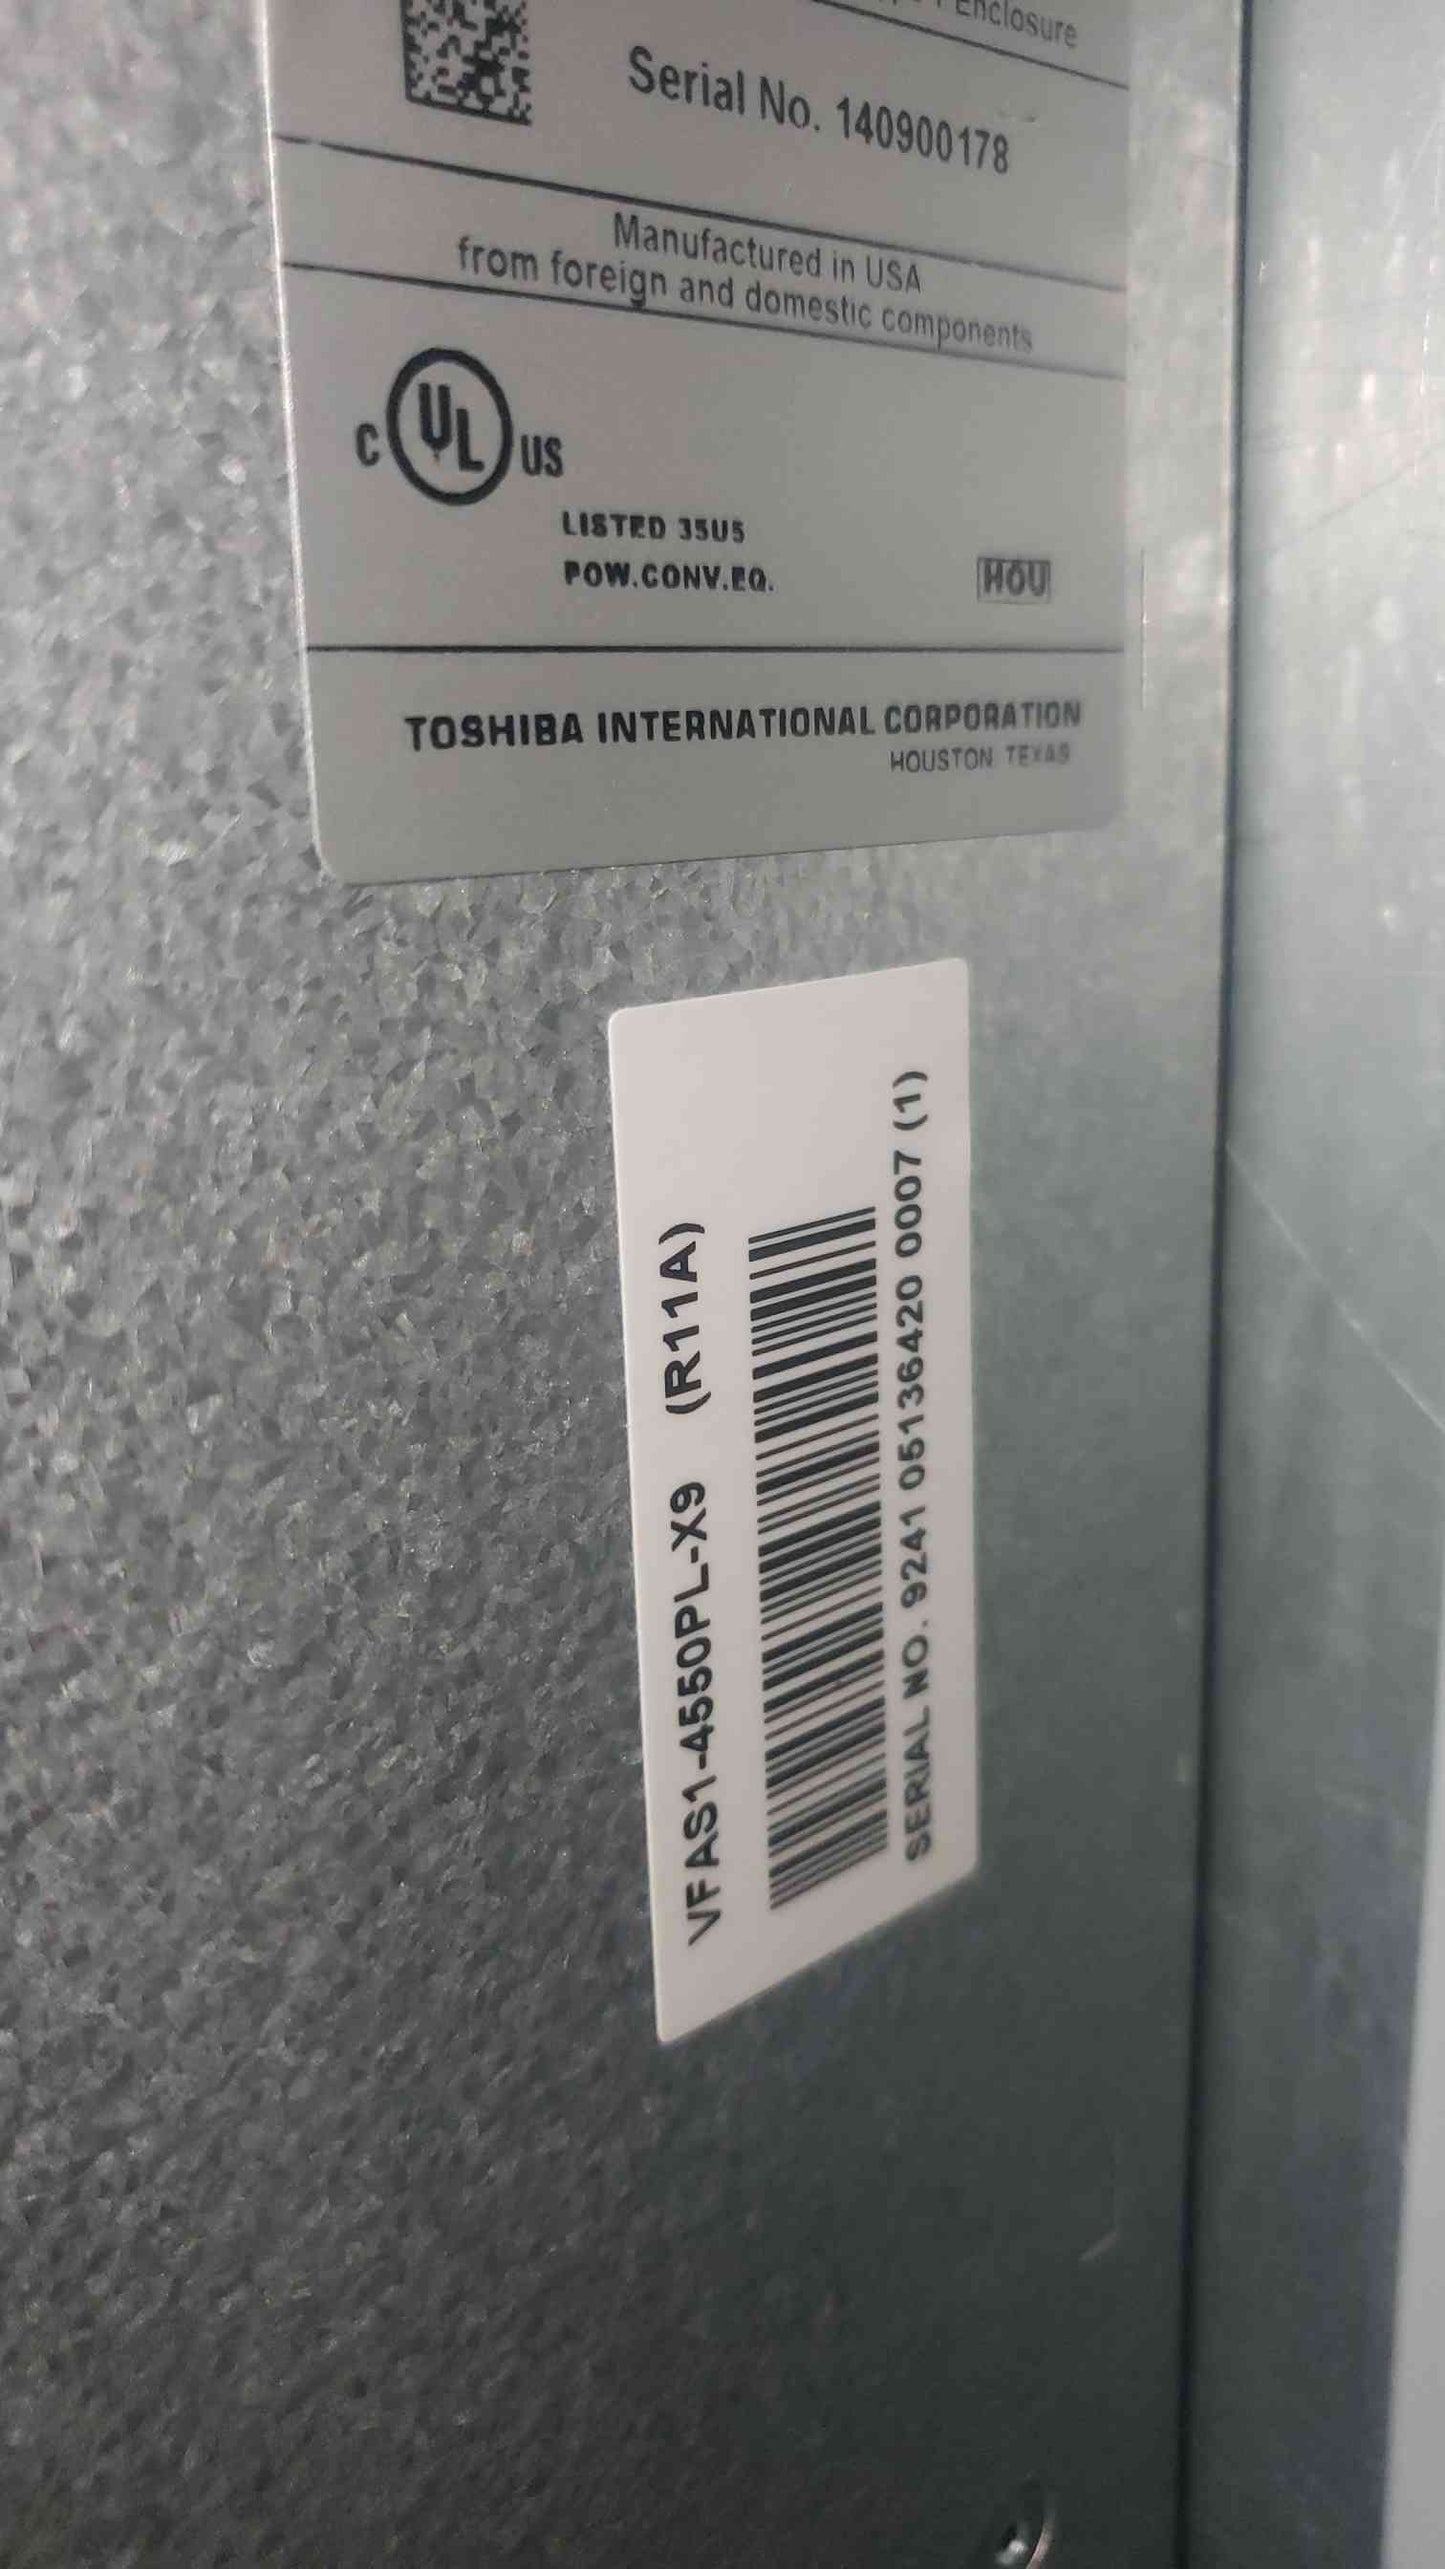 Enclosure
Serial No. 140900178
Manufactured in USA
from foreign and domestic components
C UL US
LISTED 35U5
POW.CONV.EQ.
HOU
TOSHIBA INTERNATIONAL CORPORATION
HOUSTON TEXAS
VFAS1-4550PL-X9 (R11A)
SERIAL NO. 9241 05136420 0007 (1)